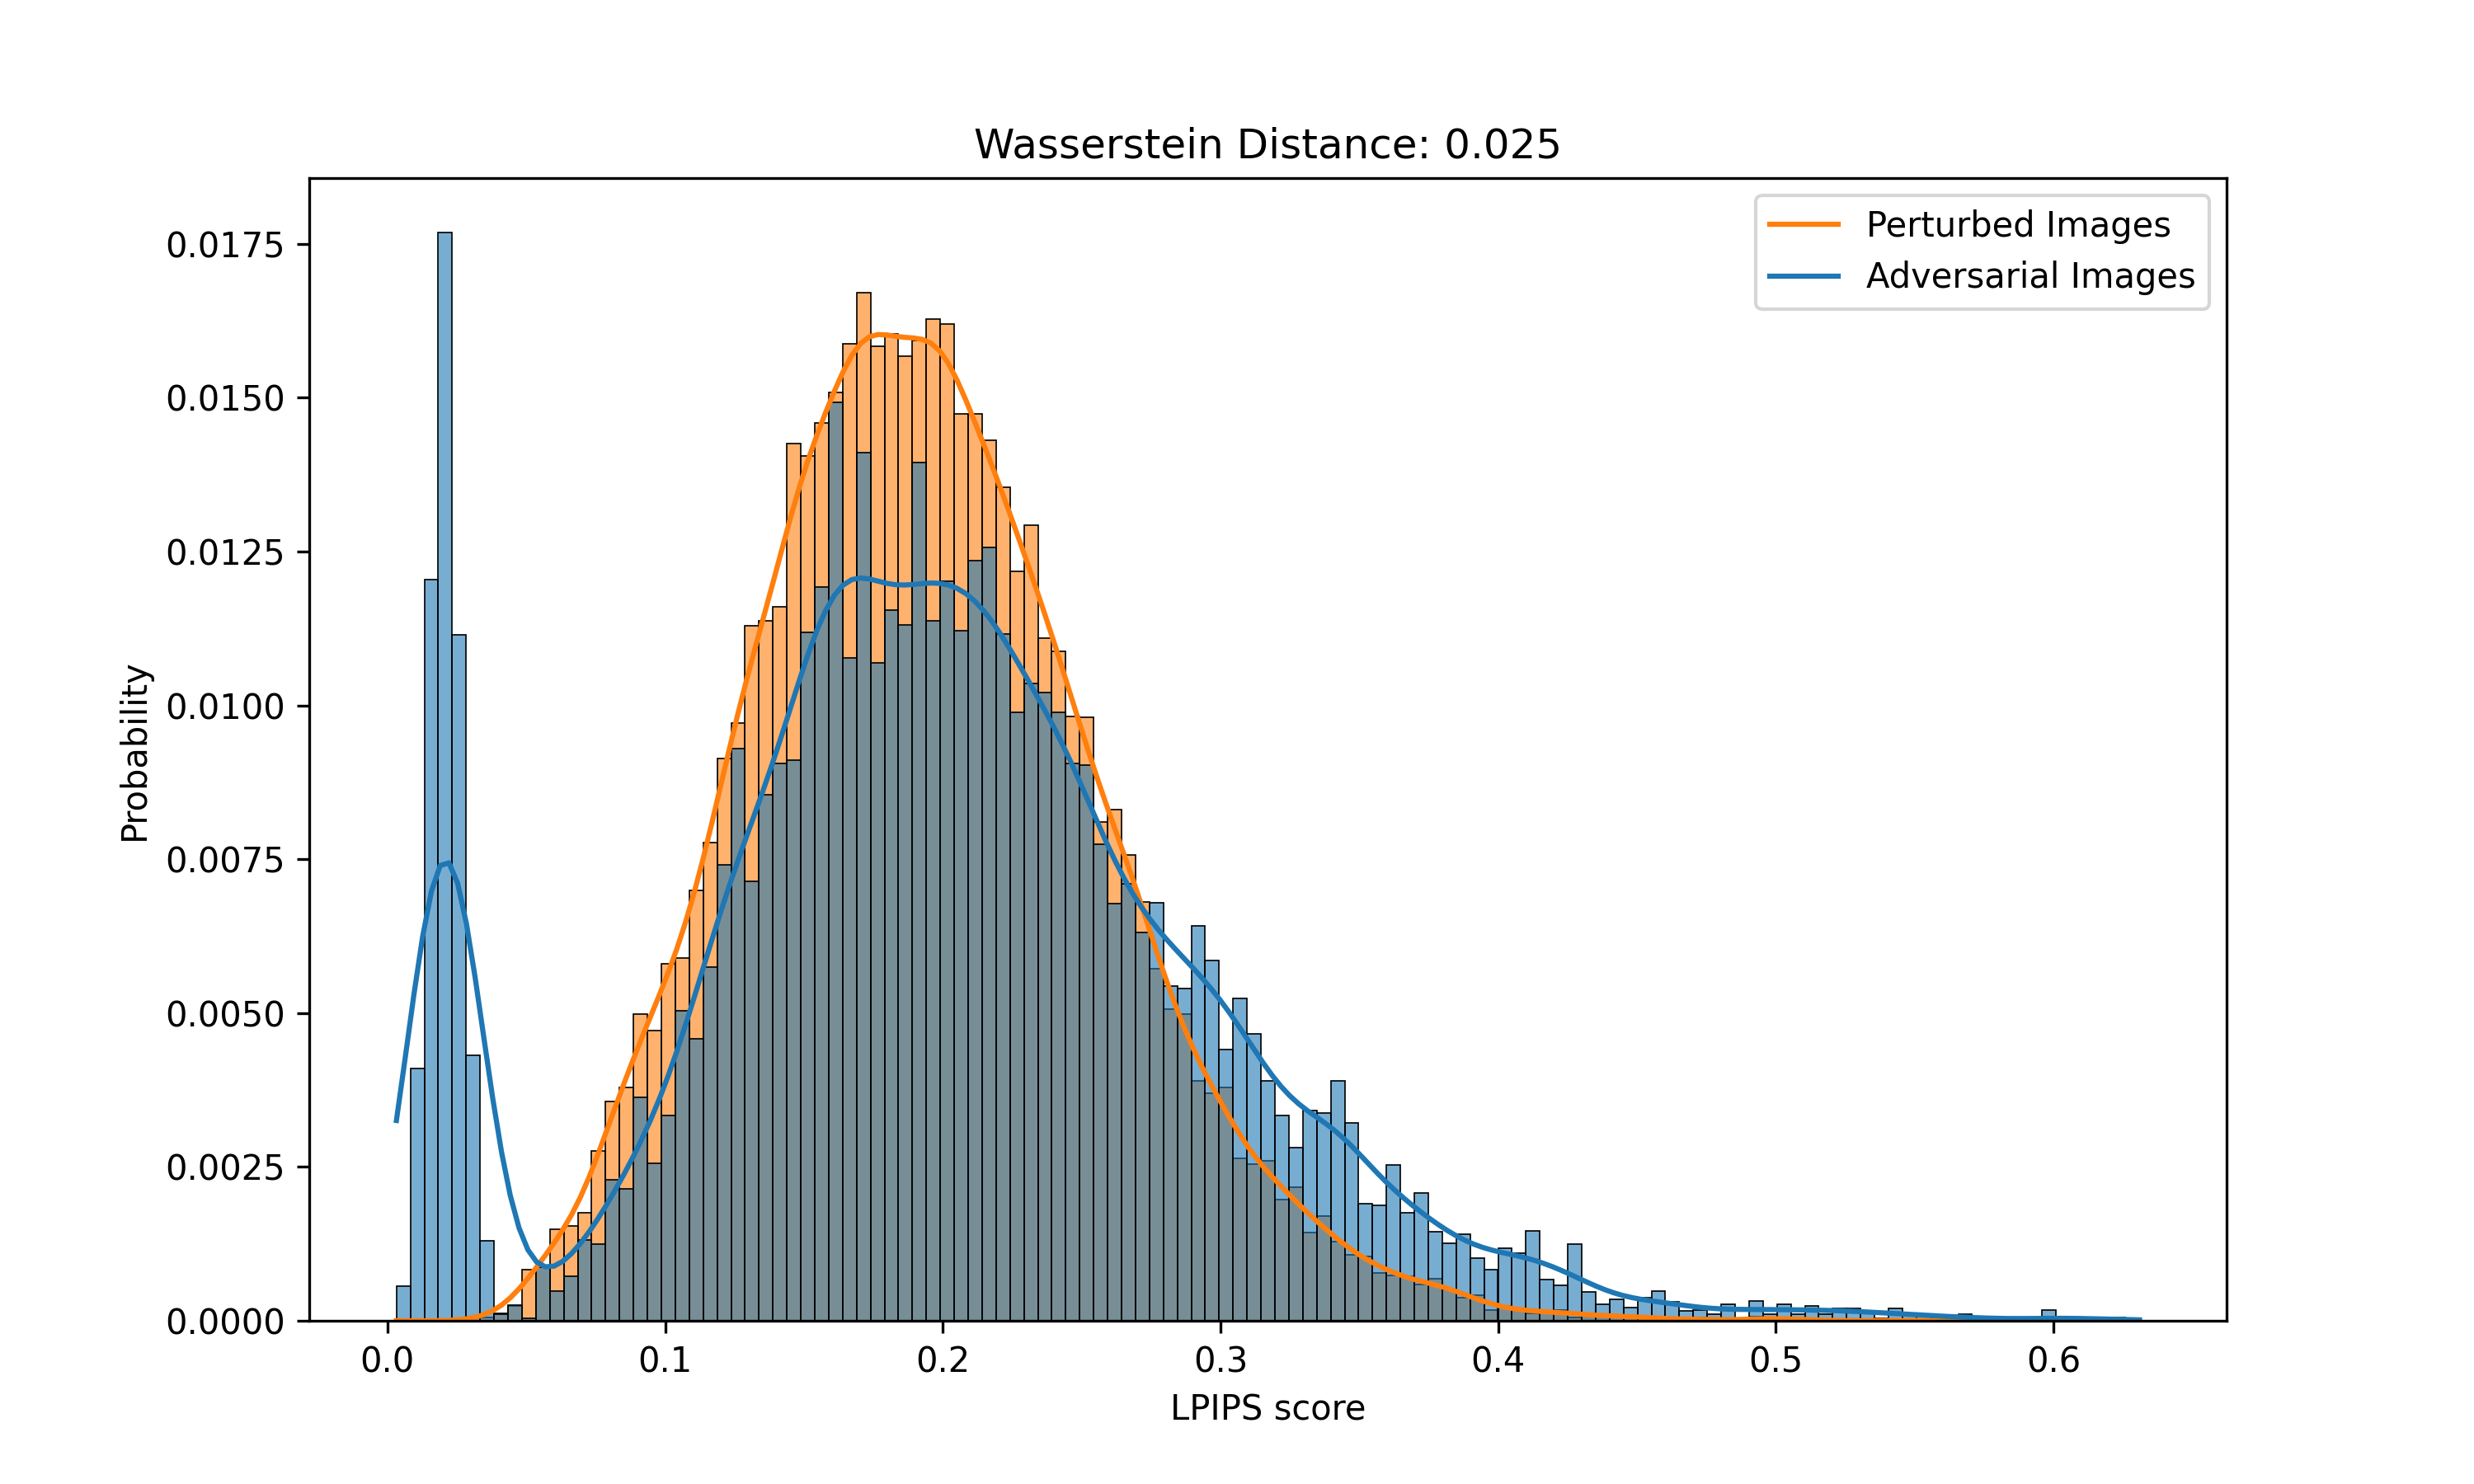 Wasserstein Distance: 0.025
Perturbed Images
Adversarial Images
0.0175
0.0150
0.0125
0.0100
0.0075
0.0050
0.0025
0.0000
Probability
0.0 0.1 0.2 0.3 0.4 0.5 0.6
LPIPS score